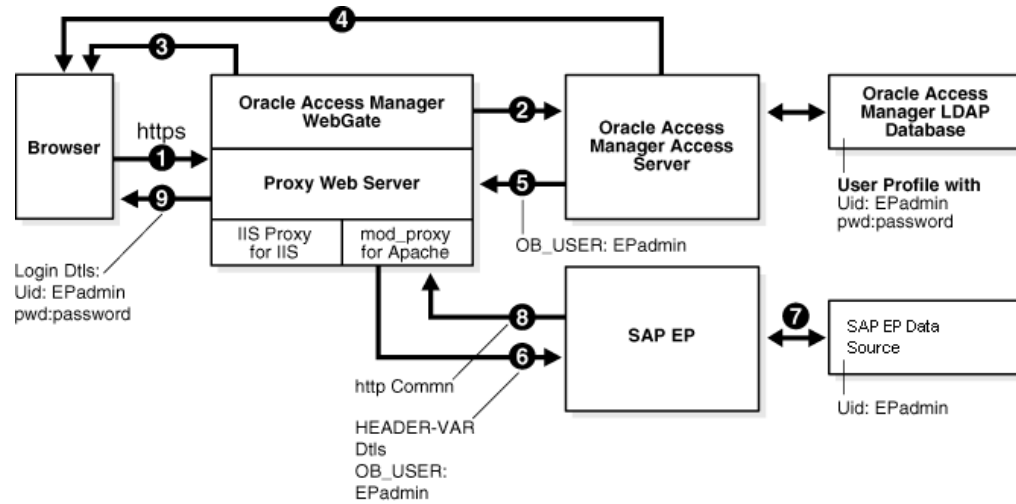 4
3
Oracle Access Manager
WebGate
2
Oracle Access
Manager Access
Server
Oracle Access
Manager LDAP
Database
https
Browser
1
Proxy Web Server
5
9
User Profile with
Uid: EPadmin
pwd:password
IIS Proxy
for IIS
mod_proxy
for Apache
OB_USER: EPadmin
Login Dtls:
Uid: EPadmin
pwd:password
8
SAP EP
7
SAP EP Data
Source
6
http Commn
Uid: EPadmin
HEADER-VAR
Dtls
OB_USER:
EPadmin